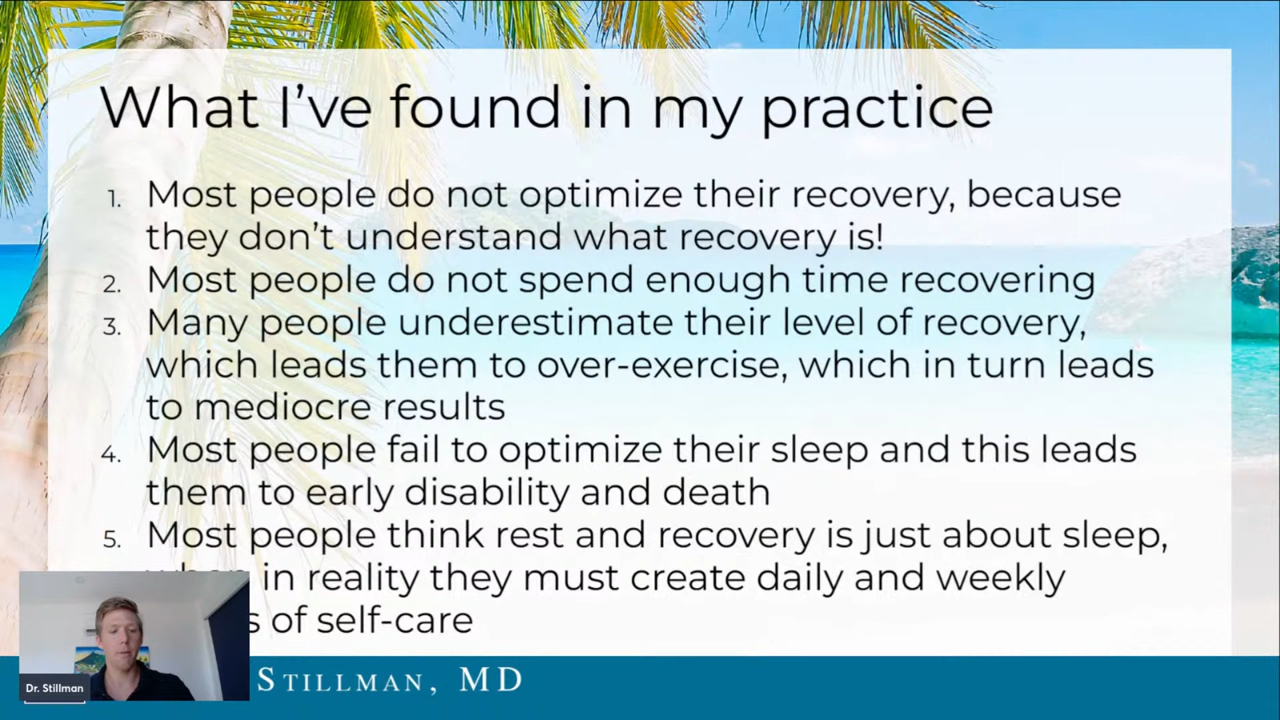 What I've found in my practice
1. Most people do not optimize their recovery, because
they don't understand what recovery is!
2. Most people do not spend enough time recovering
3. Many people underestimate their level of recovery,
which leads them to over-exercise, which in turn leads
to mediocre results
4. Most people fail to optimize their sleep and this leads
them to early disability and death
5. Most people think rest and recovery is just about sleep,
in reality they must create daily and weekly
of self-care
STILLMAN, MD
Dr. Stillman